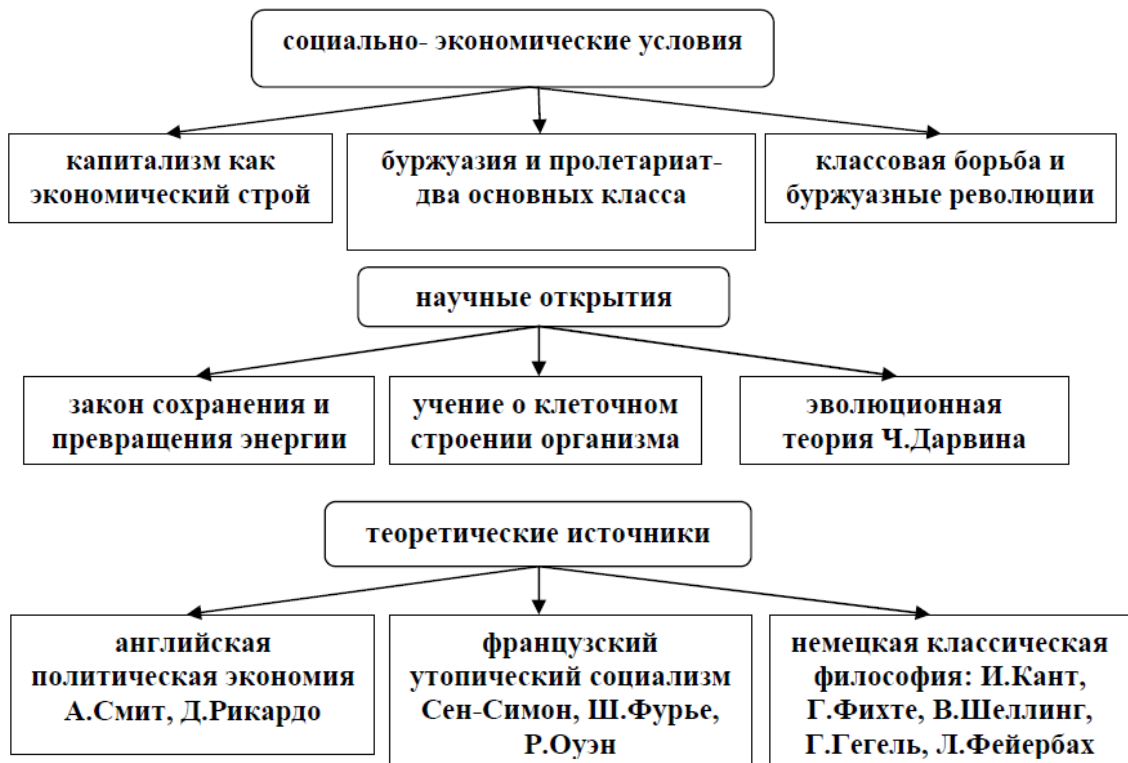 социально- экономические условия
капитализм как
экономический строй
буржуазия и пролетариат-
два основных класса
классовая борьба и
буржуазные революции
научные открытия
закон сохранения и
превращения энергии
учение о клеточном
строении организма
эволюционная
теория Ч.Дарвина
теоретические источники
английская
политическая экономия
А.Смит, Д.Рикардо
французский
утопический социализм
Сен-Симон, Ш.Фурье,
Р.Оуэн
немецкая классическая
философия: И.Кант,
Г.Фихте, В.Шеллинг,
Г.Гегель, Л.Фейербах